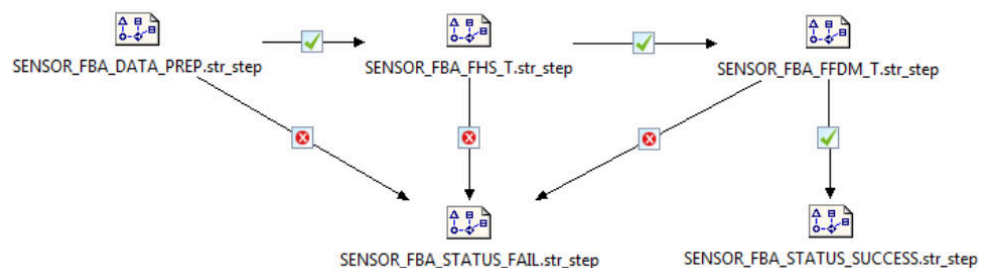 SENSOR_FBA_DATA_PREP.str_step
SENSOR_FBA_FHS_T.str_step
SENSOR_FBA_FFDM_T.str_step
SENSOR_FBA_STATUS_FAIL.str_step
SENSOR_FBA_STATUS_SUCCESS.str_step